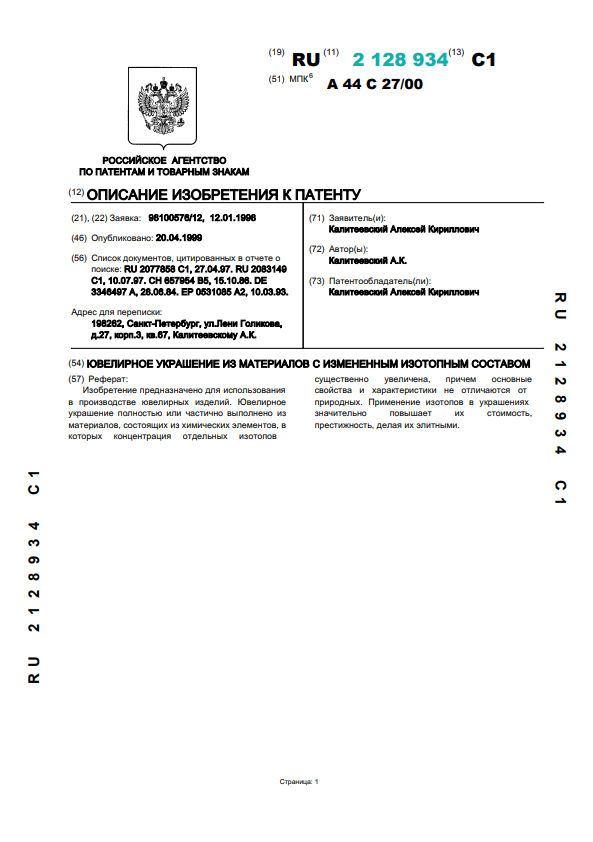 (19) RU (11) 2 128 934 (13) C1
(51) МПК6 A 44 C 27/00
РОССИЙСКОЕ АГЕНТСТВО
ПО ПАТЕНТАМ И ТОВАРНЫМ ЗНАКАМ
(12) ОПИСАНИЕ ИЗОБРЕТЕНИЯ К ПАТЕНТУ
(21), (22) Заявка: 98100576/12, 12.01.1998
(46) Опубликовано: 20.04.1999
(56) Список документов, цитированных в отчете о
поиске: RU 2077858 C1, 27.04.97. RU 2083149
C1, 10.07.97. CH 657954 B5, 15.10.86. DE
3346497 A, 28.06.84. EP 0531085 A2, 10.03.93.
Адрес для переписки:
198262, Санкт-Петербург, ул.Лени Голикова,
д.27, корп.3, кв.67, Калитеевскому А.К.
(71) Заявитель(и):
Калитеевский Алексей Кириллович
(72) Автор(ы):
Калитеевский А.К.
(73) Патентообладатель(ли):
Калитеевский Алексей Кириллович
(54) ЮВЕЛИРНОЕ УКРАШЕНИЕ ИЗ МАТЕРИАЛОВ С ИЗМЕНЕННЫМ ИЗОТОПНЫМ СОСТАВОМ
(57) Реферат:
Изобретение предназначено для использования
в производстве ювелирных изделий. Ювелирное
украшение полностью или частично выполнено из
материалов, состоящих из химических элементов, в
которых концентрация отдельных изотопов
существенно увеличена, причем основные
свойства и характеристики не отличаются от
природных. Применение изотопов в украшениях
значительно повышает их стоимость,
престижность, делая их элитными.
RU 2128934 C1
RU 2128934 C1
Страница: 1